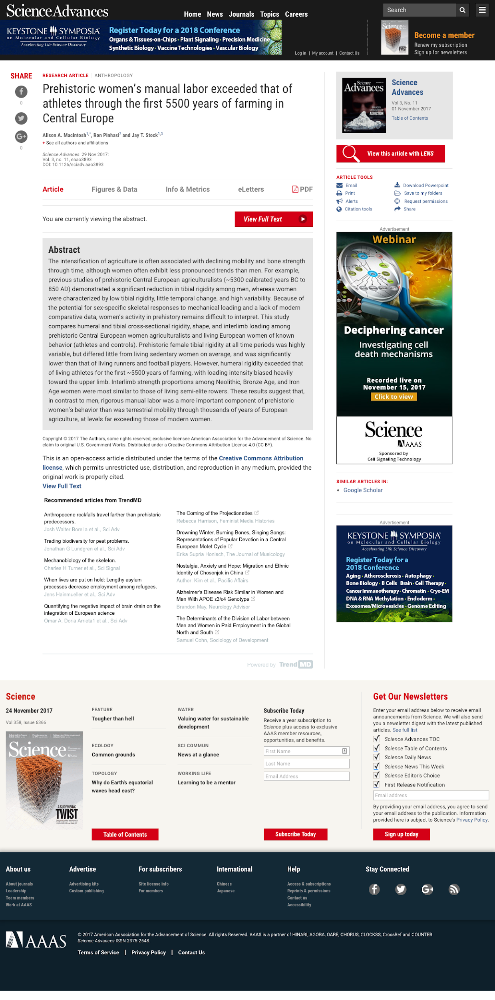 ScienceAdvances
Home News Journals Topics Careers
Search
KEYSTONE SYMPOSIA™
on Molecular and Cellular Biology
Accelerating Life Science Discovery
Register Today for a 2018 Conference
Organs & Tissues-on-Chips • Plant Signaling • Precision Medicine
Synthetic Biology • Vaccine Technologies • Vascular Biology
Log in | My account | Contact Us
Science
TWIST
Become a member
Renew my subscription
Sign up for newsletters
SHARE
0
0
RESEARCH ARTICLE ANTHROPOLOGY
Prehistoric women’s manual labor exceeded that of
athletes through the first 5500 years of farming in
Central Europe
Alison A. Macintosh1,*, Ron Pinhasi2 and Jay T. Stock1,3
+ See all authors and affiliations
Science Advances 29 Nov 2017:
Vol. 3, no. 11, eaao3893
DOI: 10.1126/sciadv.aao3893
Article Figures & Data Info & Metrics eLetters PDF
You are currently viewing the abstract.
View Full Text
Abstract
The intensification of agriculture is often associated with declining mobility and bone strength
through time, although women often exhibit less pronounced trends than men. For example,
previous studies of prehistoric Central European agriculturalists (~5300 calibrated years BC to
850 AD) demonstrated a significant reduction in tibial rigidity among men, whereas women
were characterized by low tibial rigidity, little temporal change, and high variability. Because of
the potential for sex-specific skeletal responses to mechanical loading and a lack of modern
comparative data, women’s activity in prehistory remains difficult to interpret. This study
compares humeral and tibial cross-sectional rigidity, shape, and interlimb loading among
prehistoric Central European women agriculturalists and living European women of known
behavior (athletes and controls). Prehistoric female tibial rigidity at all time periods was highly
variable, but differed little from living sedentary women on average, and was significantly
lower than that of living runners and football players. However, humeral rigidity exceeded that
of living athletes for the first ~5500 years of farming, with loading intensity biased heavily
toward the upper limb. Interlimb strength proportions among Neolithic, Bronze Age, and Iron
Age women were most similar to those of living semi-elite rowers. These results suggest that,
in contrast to men, rigorous manual labor was a more important component of prehistoric
women’s behavior than was terrestrial mobility through thousands of years of European
agriculture, at levels far exceeding those of modern women.
Copyright © 2017 The Authors, some rights reserved; exclusive licensee American Association for the Advancement of Science. No
claim to original U.S. Government Works. Distributed under a Creative Commons Attribution License 4.0 (CC BY).
This is an open-access article distributed under the terms of the Creative Commons Attribution
license, which permits unrestricted use, distribution, and reproduction in any medium, provided the
original work is properly cited.
View Full Text
Recommended articles from TrendMD
Anthropocene rockfalls travel farther than prehistoric
predecessors.
Josh Walter Borella et al., Sci Adv
Trading biodiversity for pest problems.
Jonathan G Lundgren et al., Sci Adv
Mechanobiology of the skeleton.
Charles H Turner et al., Sci Signal
When lives are put on hold: Lengthy asylum
processes decrease employment among refugees.
Jens Hainmueller et al., Sci Adv
Quantifying the negative impact of brain drain on the
integration of European science
Omar A. Doria Arrieta1 et al., Sci Adv
The Coming of the Projectionettes
Rebecca Harrison, Feminist Media Histories
Drowning Winter, Burning Bones, Singing Songs:
Representations of Popular Devotion in a Central
European Motet Cycle
Erika Supria Honisch, The Journal of Musicology
Nostalgia, Anxiety and Hope: Migration and Ethnic
Identity of Chosonjok in China
Author: Kim et al., Pacific Affairs
Alzheimer's Disease Risk Similar in Women and
Men With APOE ε3/ε4 Genotype
Brandon May, Neurology Advisor
The Determinants of the Division of Labor between
Men and Women in Paid Employment in the Global
North and South
Samuel Cohn, Sociology of Development
Powered by TrendMD
Science
Advances
BIOLOGICAL
MECHANISMS OF
ADDICTION
AAAS
Science
Advances
Vol 3, No. 11
01 November 2017
Table of Contents
View this article with LENS
ARTICLE TOOLS
Email
Print
Alerts
Citation tools
Download Powerpoint
Save to my folders
Request permissions
Share
Advertisement
Webinar
Deciphering cancer
Investigating cell
death mechanisms
Recorded live on
November 15, 2017
Click to view
Science
AAAS
Sponsored by
Cell Signaling Technology
SIMILAR ARTICLES IN:
• Google Scholar
Advertisement
KEYSTONE SYMPOSIA™
on Molecular and Cellular Biology
Accelerating Life Science Discovery
Register Today for a
2018 Conference
Aging • Atherosclerosis • Autophagy •
Bone Biology • B Cells Brain • Cell Therapy •
Cancer Immunotherapy • Chromatin • Cryo-EM
DNA & RNA Methylation • Endoderm •
Exosomes/Microvesicles • Genome Editing
Science
24 November 2017
Vol 358, Issue 6366
Science
AAAS
A SURPRISING
TWIST
FEATURE
Tougher than hell
ECOLOGY
Common grounds
TOPOLOGY
Why do Earth's equatorial
waves head east?
Table of Contents
WATER
Valuing water for sustainable
development
SCI COMMUN
News at a glance
WORKING LIFE
Learning to be a mentor
Subscribe Today
Receive a year subscription to
Science plus access to exclusive
AAAS member resources,
opportunities, and benefits.
First Name
Last Name
Email Address
Subscribe Today
Get Our Newsletters
Enter your email address below to receive email
announcements from Science. We will also send
you a newsletter digest with the latest published
articles. See full list
Science Advances TOC
Science Table of Contents
Science Daily News
Science News This Week
Science Editor's Choice
First Release Notification
Email address
By providing your email address, you agree to send
your email address to the publication. Information
provided here is subject to Science's Privacy Policy.
Sign up today
About us
About journals
Leadership
Team members
Work at AAAS
Advertise
Advertising kits
Custom publishing
For subscribers
Site license info
For members
International
Chinese
Japanese
Help
Access & subscriptions
Reprints & permissions
Contact us
Accessibility
Stay Connected
AAAS
© 2017 American Association for the Advancement of Science. All rights Reserved. AAAS is a partner of HINARI, AGORA, OARE, CHORUS, CLOCKSS, CrossRef and COUNTER.
Science Advances ISSN 2375-2548.
Terms of Service | Privacy Policy | Contact Us